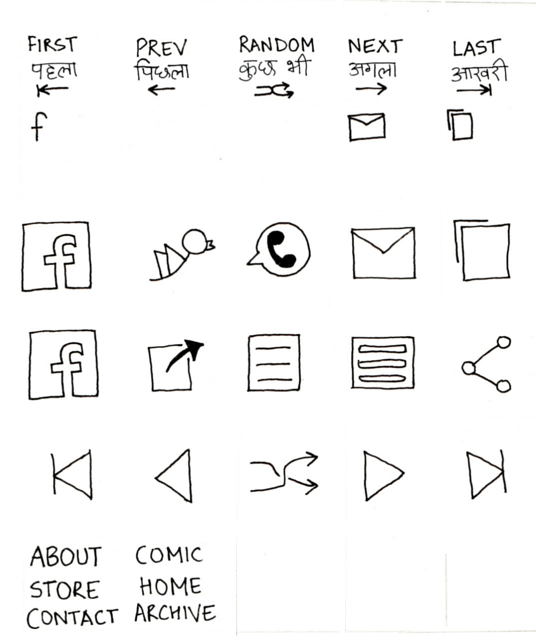 FIRST PREV RANDOM NEXT LAST
पहला पिछला कुछ भी अगला आखरी
f
f
f
ABOUT COMIC
STORE HOME
CONTACT ARCHIVE